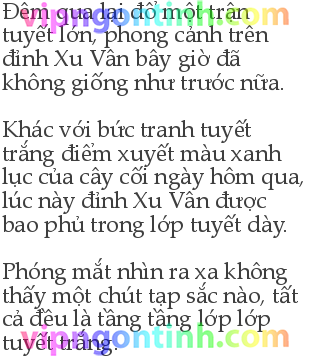 Đêm qua lại đổ một trận
tuyết lớn, phong cảnh trên
đỉnh Xu Vân bây giờ đã
không giống như trước nữa.
Khác với bức tranh tuyết
trắng điểm xuyết màu xanh
lục của cây cối ngày hôm qua,
lúc này đỉnh Xu Vân được
bao phủ trong lớp tuyết dày.
Phóng mắt nhìn ra xa không
thấy một chút tạp sắc nào, tất
cả đều là tầng tầng lớp lớp
tuyết trắng.
vipngontinh.com
vipngontinh.com